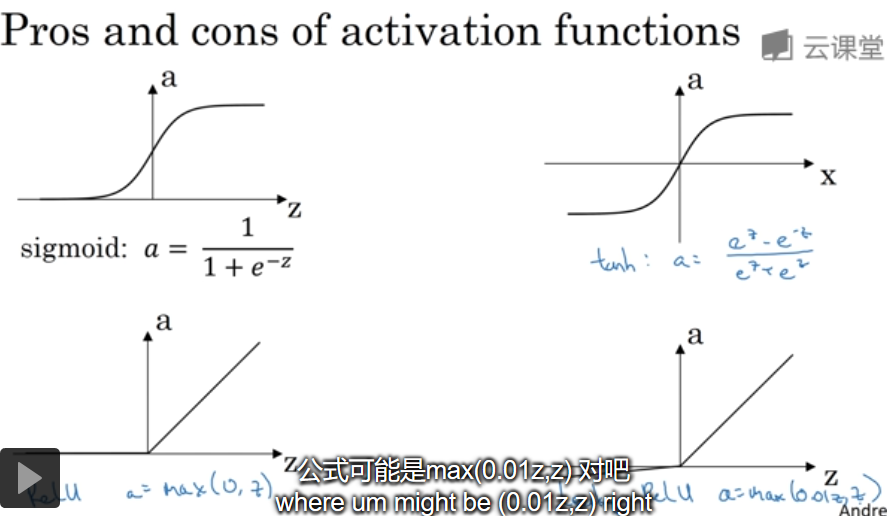 Pros and cons of activation functions
云课堂
a
z
sigmoid: a = 1 / (1 + e^{-z})
a
x
tanh: a = (e^z - e^{-z}) / (e^z + e^z)
a
z
ReLU a = max(0, z)
a
z
ReLU a = max(0.01z, z)
公式可能是max(0.01z,z) 对吧
where um might be (0.01z,z) right
Andre